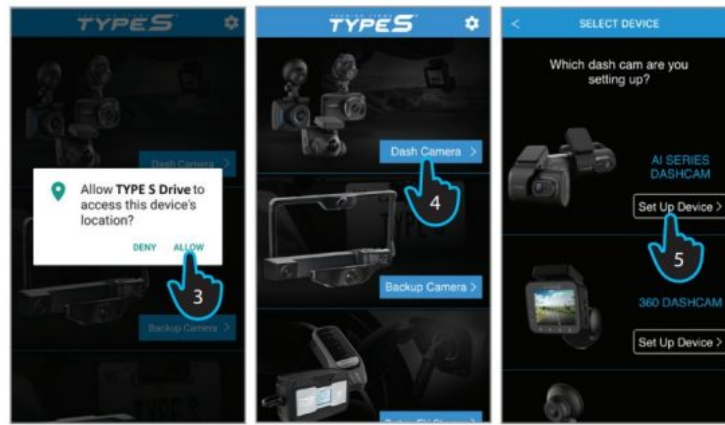 TYPE S
Dash Camera >
Allow TYPE S Drive to
access this device's
location?
DENY ALLOW
3
Backup Camera >
TYPE S
Dash Camera >
4
Backup Camera >
< SELECT DEVICE
Which dash cam are you
setting up?
AI SERIES
DASHCAM
Set Up Device >
5
360 DASHCAM
Set Up Device >